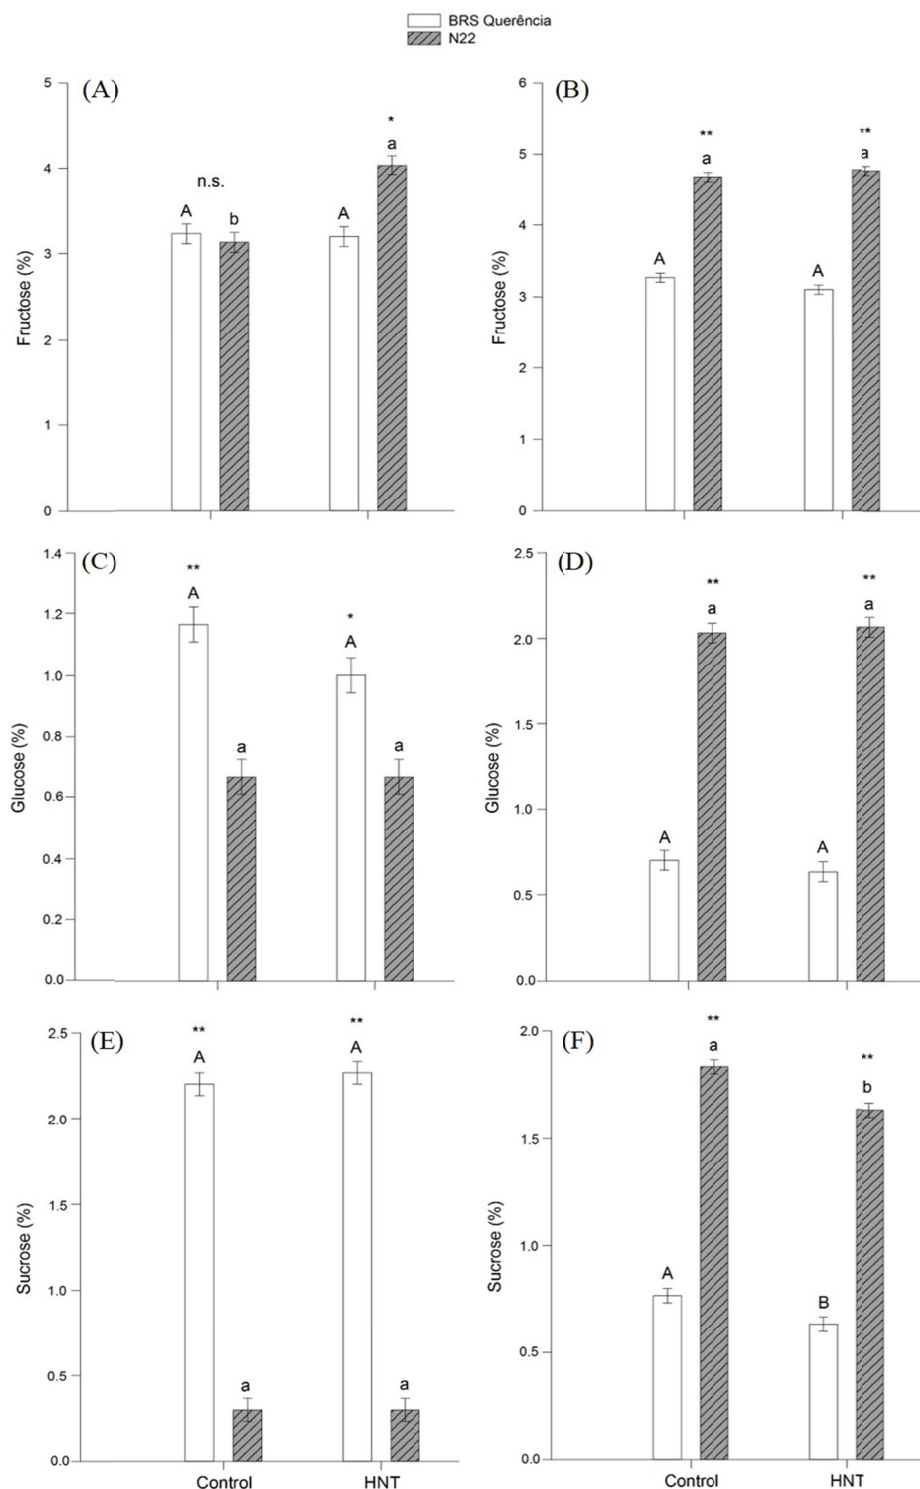 BRS Querência
N22
(A)
5
4
3
2
1
0
Fructose (%)
n.s.
A
b
A
*
a
(B)
6
5
4
3
2
1
0
Fructose (%)
A
**
a
A
**
a
(C)
1.4
1.2
1.0
0.8
0.6
0.4
0.2
0.0
Glucose (%)
**
A
a
*
A
a
(D)
2.5
2.0
1.5
1.0
0.5
0.0
Glucose (%)
A
**
a
A
**
a
(E)
2.5
2.0
1.5
1.0
0.5
0.0
Sucrose (%)
**
A
a
**
A
a
Control
HNT
(F)
2.0
1.5
1.0
0.5
0.0
Sucrose (%)
A
**
a
B
**
b
Control
HNT